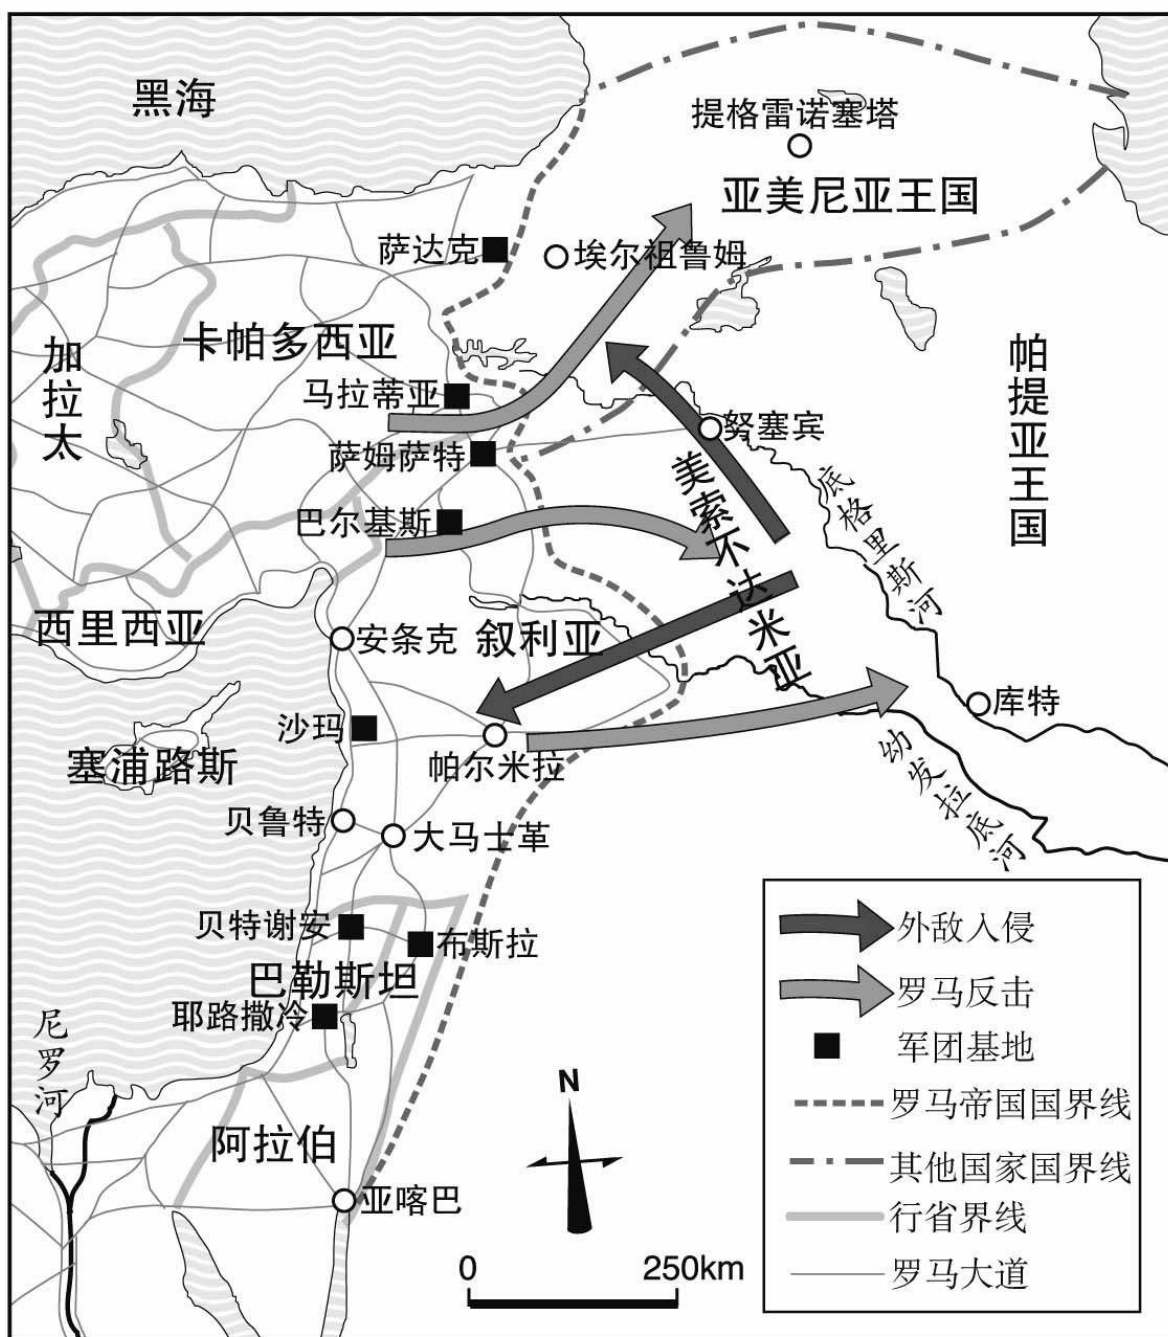 黑海
提格雷诺塞塔
亚美尼亚王国
萨达克
埃尔祖鲁姆
卡帕多西亚
加拉太
帕提亚王国
马拉蒂亚
努塞宾
萨姆萨特
美索不达米亚
底格里斯河
巴尔基斯
西里西亚
安条克
叙利亚
沙玛
库特
塞浦路斯
帕尔米拉
幼发拉底河
贝鲁特
大马士革
贝特谢安
布斯拉
巴勒斯坦
耶路撒冷
尼罗河
阿拉伯
亚喀巴
N
0 250km
外敌入侵
罗马反击
军团基地
罗马帝国国界线
其他国家国界线
行省界线
罗马大道